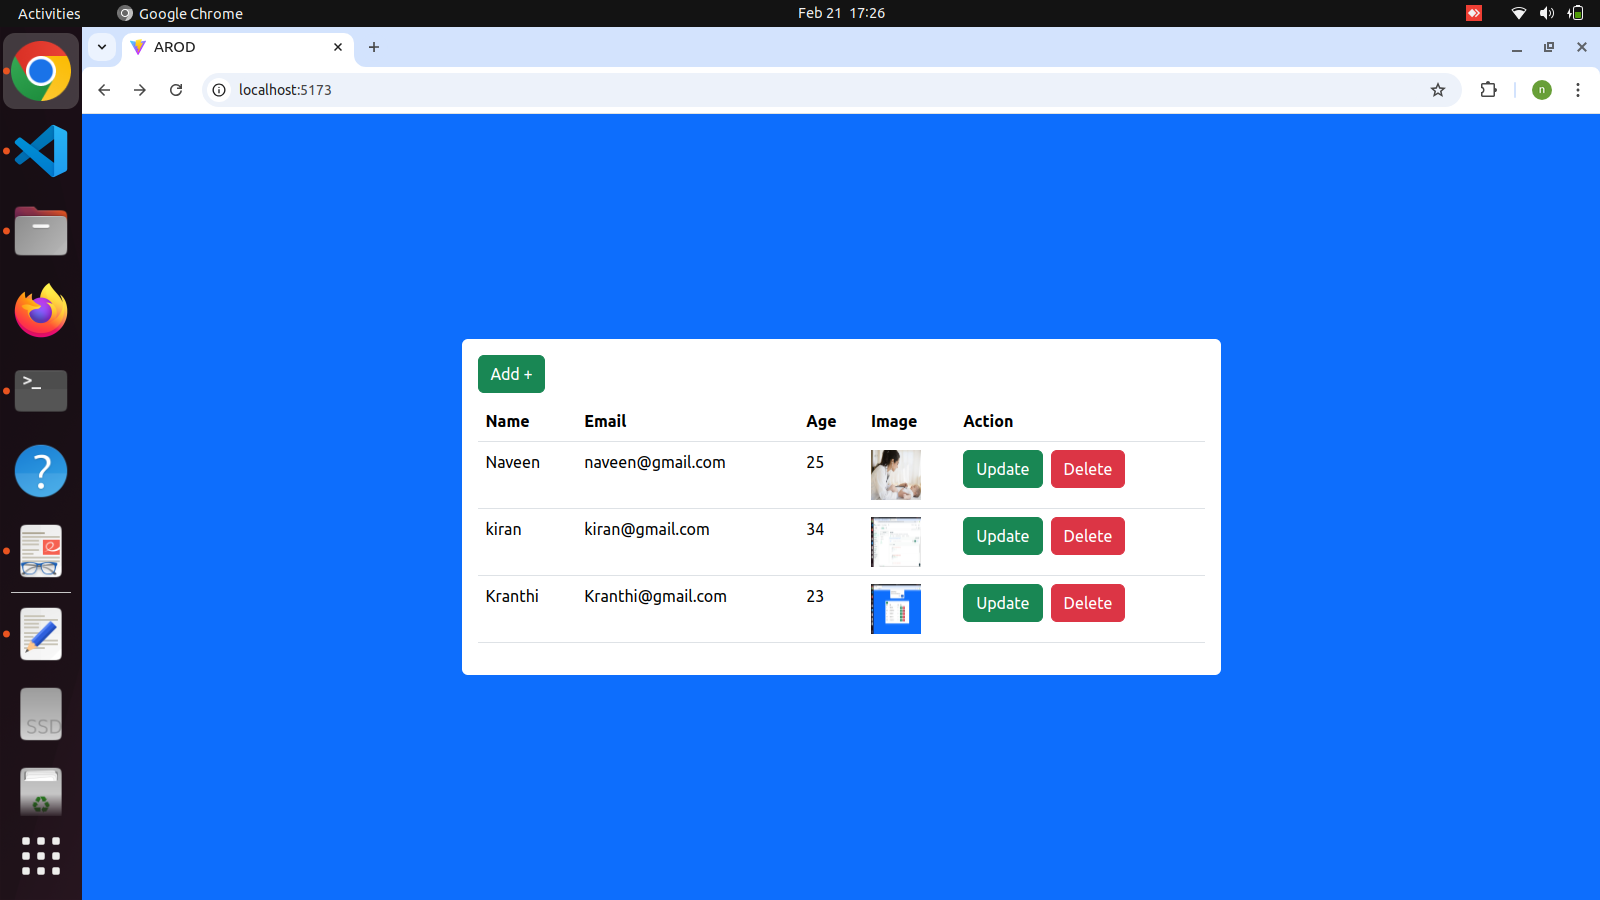 Activities Google Chrome Feb 21 17:26
AROD
localhost:5173 n
Add +
Name Email Age Image Action
Naveen naveen@gmail.com 25 Update Delete
kiran kiran@gmail.com 34 Update Delete
Kranthi Kranthi@gmail.com 23 Update Delete
>_
?
SSD